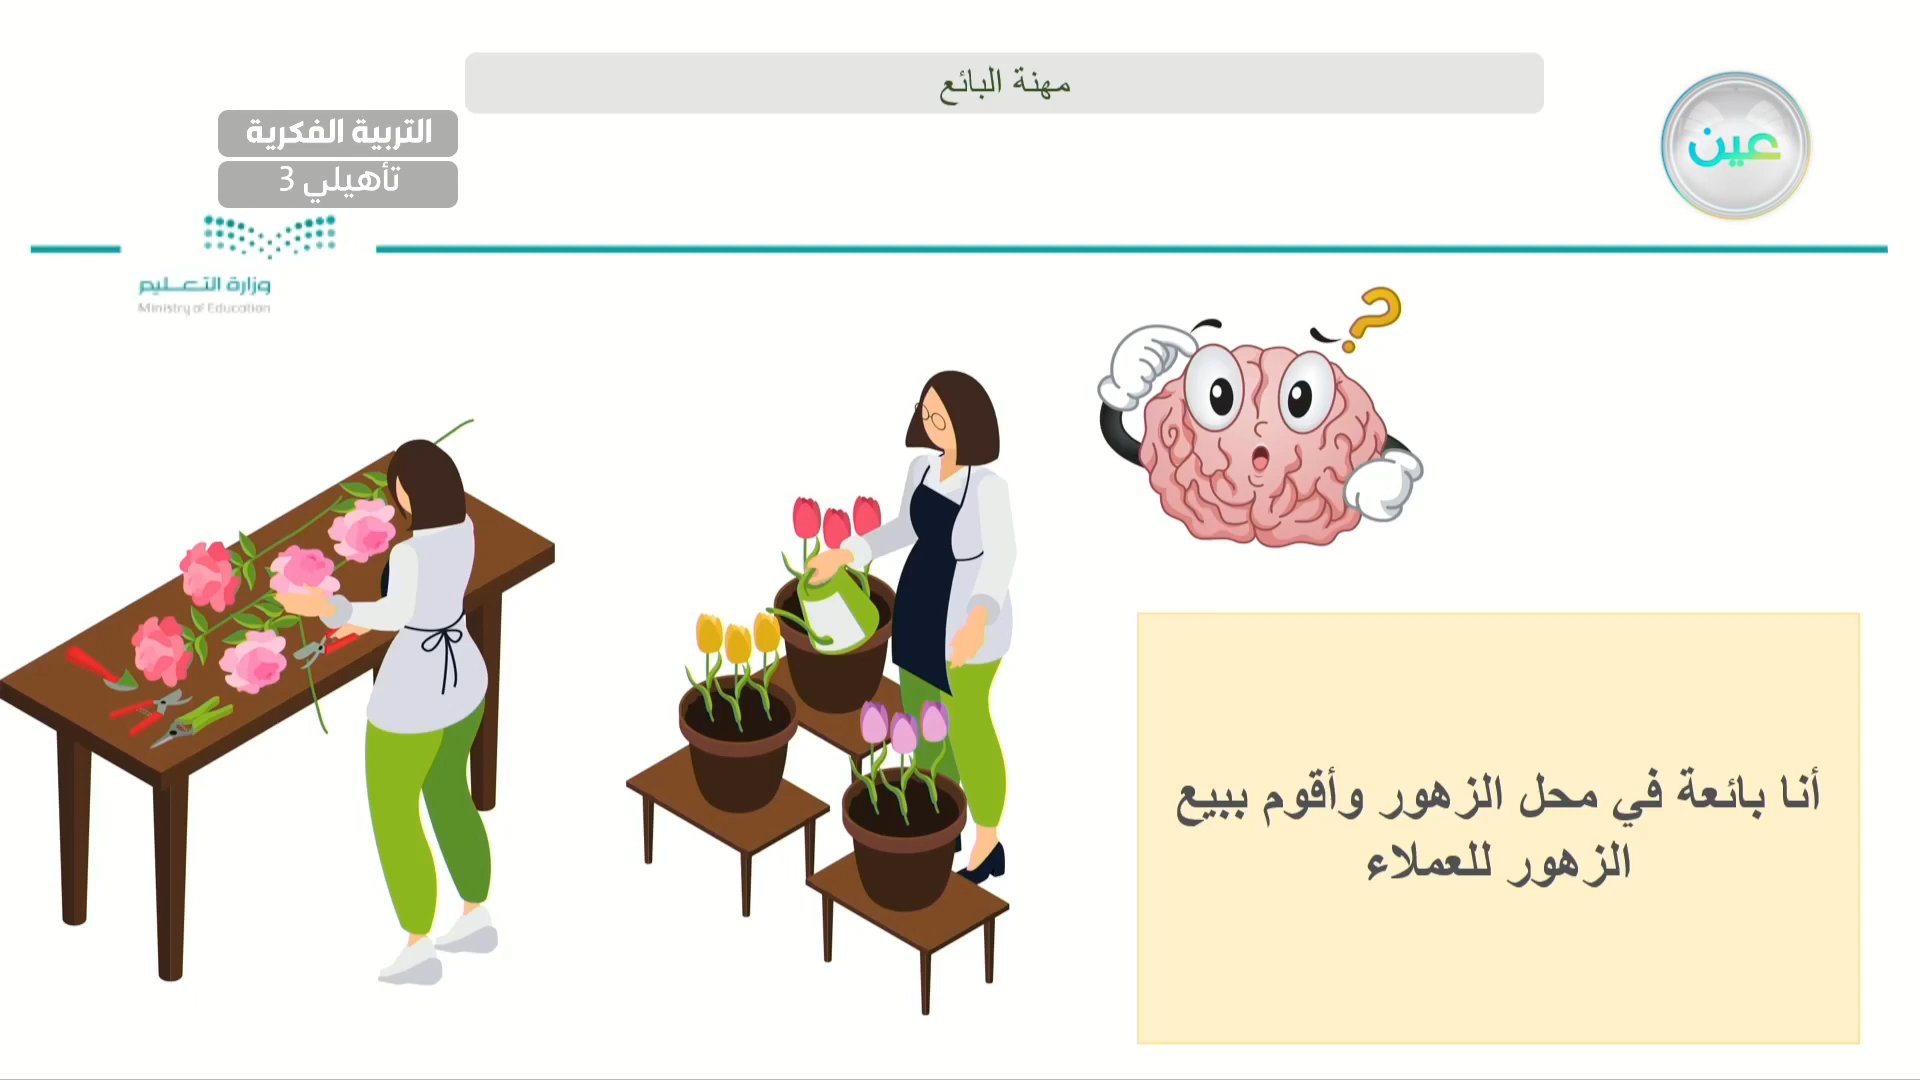 مهنة البائع
عين
التربية الفكرية
تأهيلي 3
وزارة التعليم
Ministry of Education
?
أنا بائعة في محل الزهور وأقوم ببيع
الزهور للعملاء